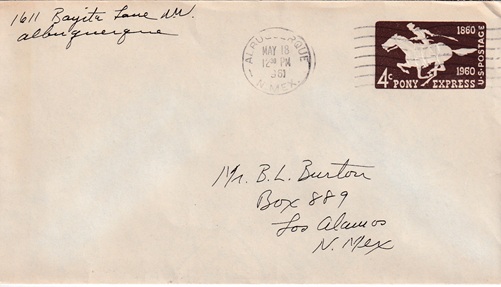 1611 Bayita Lane NW
Albuquerque
ALBUQUERQUE
MAY 18
12 PM
1961
N. MEX.
1860
4c 1960
PONY EXPRESS
U.S. POSTAGE
Mr. B. L. Burton
Box 889
Los Alamos
N. Mex